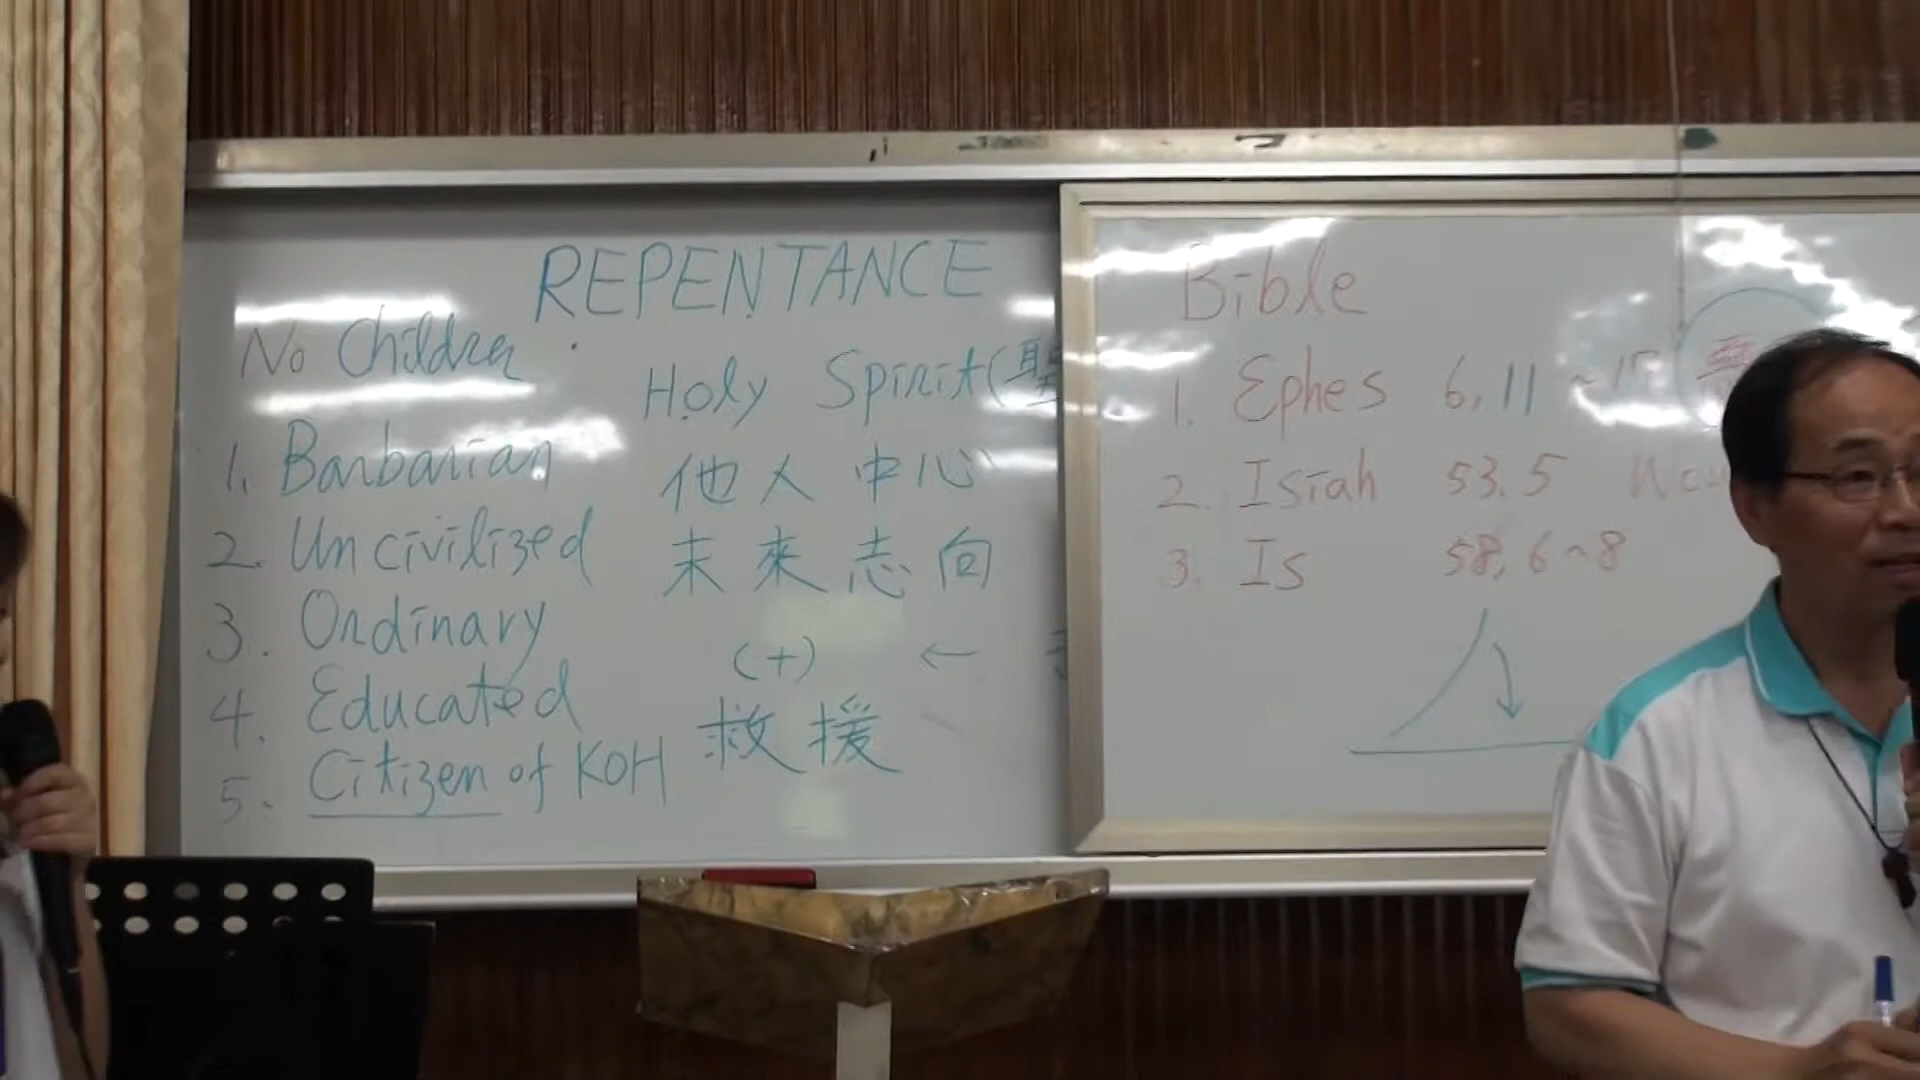 REPENTANCE
No Children
Holy Spirit (聖
1. Barbarian
他人中心
2. Uncivilized
未來志向
3. Ordinary
(+) ←
4. Educated
救援
5. Citizen of KOH
Bible
1. Ephes 6,11 ~
2. Isiah 53.5
3. Is 58,6~8